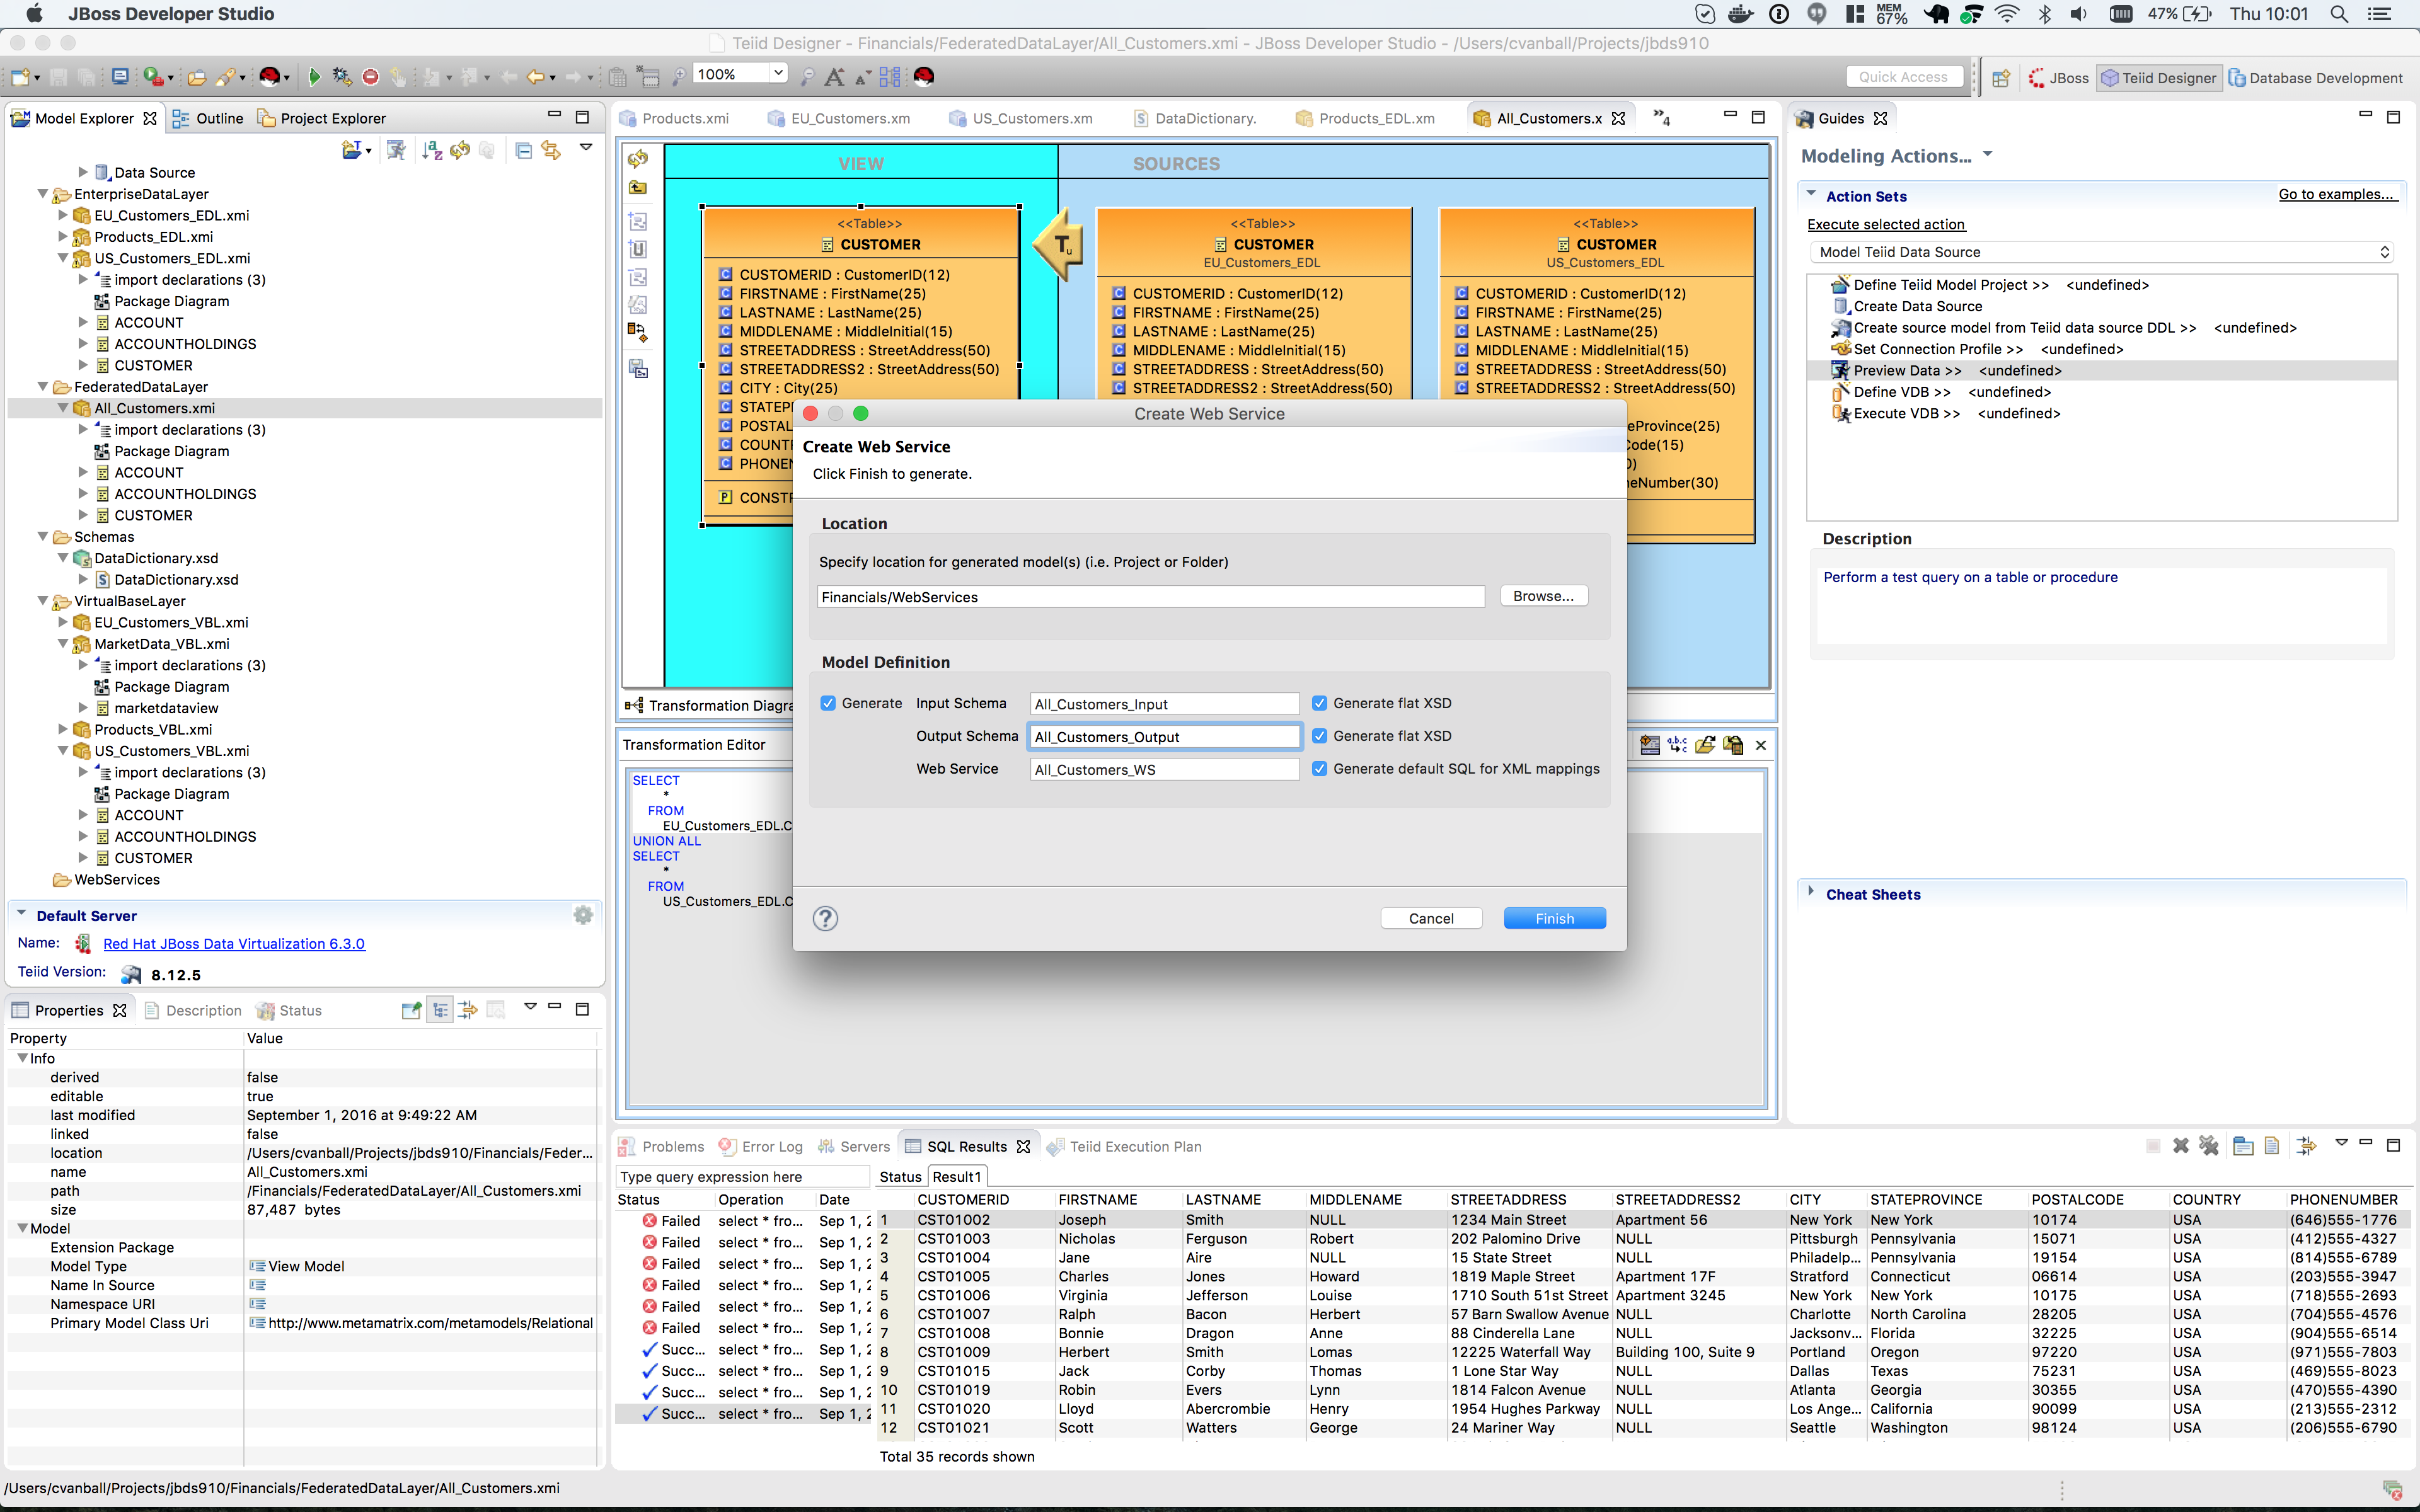 JBoss Developer Studio
MEM 67%
47%
Thu 10:01
Teiid Designer - Financials/FederatedDataLayer/All_Customers.xmi - JBoss Developer Studio - /Users/cvanball/Projects/jbds910
100%
Quick Access
JBoss
Teiid Designer
Database Development
Model Explorer
Outline
Project Explorer
Data Source
EnterpriseDataLayer
EU_Customers_EDL.xmi
Products_EDL.xmi
US_Customers_EDL.xmi
import declarations (3)
Package Diagram
ACCOUNT
ACCOUNTHOLDINGS
CUSTOMER
FederatedDataLayer
All_Customers.xmi
import declarations (3)
Package Diagram
ACCOUNT
ACCOUNTHOLDINGS
CUSTOMER
Schemas
DataDictionary.xsd
DataDictionary.xsd
VirtualBaseLayer
EU_Customers_VBL.xmi
MarketData_VBL.xmi
import declarations (3)
Package Diagram
marketdataview
Products_VBL.xmi
US_Customers_VBL.xmi
import declarations (3)
Package Diagram
ACCOUNT
ACCOUNTHOLDINGS
CUSTOMER
WebServices
Default Server
Name: Red Hat JBoss Data Virtualization 6.3.0
Teiid Version: 8.12.5
Properties
Description
Status
Property Value
Info
derived false
editable true
last modified September 1, 2016 at 9:49:22 AM
linked false
location /Users/cvanball/Projects/jbds910/Financials/Feder...
name All_Customers.xmi
path /Financials/FederatedDataLayer/All_Customers.xmi
size 87,487 bytes
Model
Extension Package
Model Type View Model
Name In Source
Namespace URI
Primary Model Class Uri http://www.metamatrix.com/metamodels/Relational
/Users/cvanball/Projects/jbds910/Financials/FederatedDataLayer/All_Customers.xmi
Products.xmi
EU_Customers.xm
US_Customers.xm
DataDictionary.
Products_EDL.xm
All_Customers.x
»4
VIEW
SOURCES
<<Table>>
CUSTOMER
CUSTOMERID : CustomerID(12)
FIRSTNAME : FirstName(25)
LASTNAME : LastName(25)
MIDDLENAME : MiddleInitial(15)
STREETADDRESS : StreetAddress(50)
STREETADDRESS2 : StreetAddress(50)
CITY : City(25)
STATEPR
POSTAL
COUNT
PHONEN
CONSTR
Tu
<<Table>>
CUSTOMER
EU_Customers_EDL
CUSTOMERID : CustomerID(12)
FIRSTNAME : FirstName(25)
LASTNAME : LastName(25)
MIDDLENAME : MiddleInitial(15)
STREETADDRESS : StreetAddress(50)
STREETADDRESS2 : StreetAddress(50)
<<Table>>
CUSTOMER
US_Customers_EDL
CUSTOMERID : CustomerID(12)
FIRSTNAME : FirstName(25)
LASTNAME : LastName(25)
MIDDLENAME : MiddleInitial(15)
STREETADDRESS : StreetAddress(50)
STREETADDRESS2 : StreetAddress(50)
eProvince(25)
ode(15)
0)
eNumber(30)
Create Web Service
Create Web Service
Click Finish to generate.
Location
Specify location for generated model(s) (i.e. Project or Folder)
Financials/WebServices
Browse...
Model Definition
Generate Input Schema All_Customers_Input Generate flat XSD
Output Schema All_Customers_Output Generate flat XSD
Web Service All_Customers_WS Generate default SQL for XML mappings
?
Cancel
Finish
Transformation Diagra
Transformation Editor
SELECT
*
FROM
EU_Customers_EDL.C
UNION ALL
SELECT
*
FROM
US_Customers_EDL.C
Guides
Modeling Actions...
Action Sets
Go to examples...
Execute selected action
Model Teiid Data Source
Define Teiid Model Project >> <undefined>
Create Data Source
Create source model from Teiid data source DDL >> <undefined>
Set Connection Profile >> <undefined>
Preview Data >> <undefined>
Define VDB >> <undefined>
Execute VDB >> <undefined>
Description
Perform a test query on a table or procedure
Cheat Sheets
Problems
Error Log
Servers
SQL Results
Teiid Execution Plan
Type query expression here
Status Operation Date
Failed select * fro... Sep 1, 2
Failed select * fro... Sep 1, 2
Failed select * fro... Sep 1, 2
Failed select * fro... Sep 1, 2
Failed select * fro... Sep 1, 2
Failed select * fro... Sep 1, 2
Succ... select * fro... Sep 1, 2
Succ... select * fro... Sep 1, 2
Succ... select * fro... Sep 1, 2
Succ... select * fro... Sep 1, 2
Status Result1
CUSTOMERID FIRSTNAME LASTNAME MIDDLENAME STREETADDRESS STREETADDRESS2 CITY STATEPROVINCE POSTALCODE COUNTRY PHONENUMBER
1 CST01002 Joseph Smith NULL 1234 Main Street Apartment 56 New York New York 10174 USA (646)555-1776
2 CST01003 Nicholas Ferguson Robert 202 Palomino Drive NULL Pittsburgh Pennsylvania 15071 USA (412)555-4327
3 CST01004 Jane Aire NULL 15 State Street NULL Philadelp... Pennsylvania 19154 USA (814)555-6789
4 CST01005 Charles Jones Howard 1819 Maple Street Apartment 17F Stratford Connecticut 06614 USA (203)555-3947
5 CST01006 Virginia Jefferson Louise 1710 South 51st Street Apartment 3245 New York New York 10175 USA (718)555-2693
6 CST01007 Ralph Bacon Herbert 57 Barn Swallow Avenue NULL Charlotte North Carolina 28205 USA (704)555-4576
7 CST01008 Bonnie Dragon Anne 88 Cinderella Lane NULL Jacksonv... Florida 32225 USA (904)555-6514
8 CST01009 Herbert Smith Lomas 12225 Waterfall Way Building 100, Suite 9 Portland Oregon 97220 USA (971)555-7803
9 CST01015 Jack Corby Thomas 1 Lone Star Way NULL Dallas Texas 75231 USA (469)555-8023
10 CST01019 Robin Evers Lynn 1814 Falcon Avenue NULL Atlanta Georgia 30355 USA (470)555-4390
11 CST01020 Lloyd Abercrombie Henry 1954 Hughes Parkway NULL Los Ange... California 90099 USA (213)555-2312
12 CST01021 Scott Watters George 24 Mariner Way NULL Seattle Washington 98124 USA (206)555-6790
Total 35 records shown